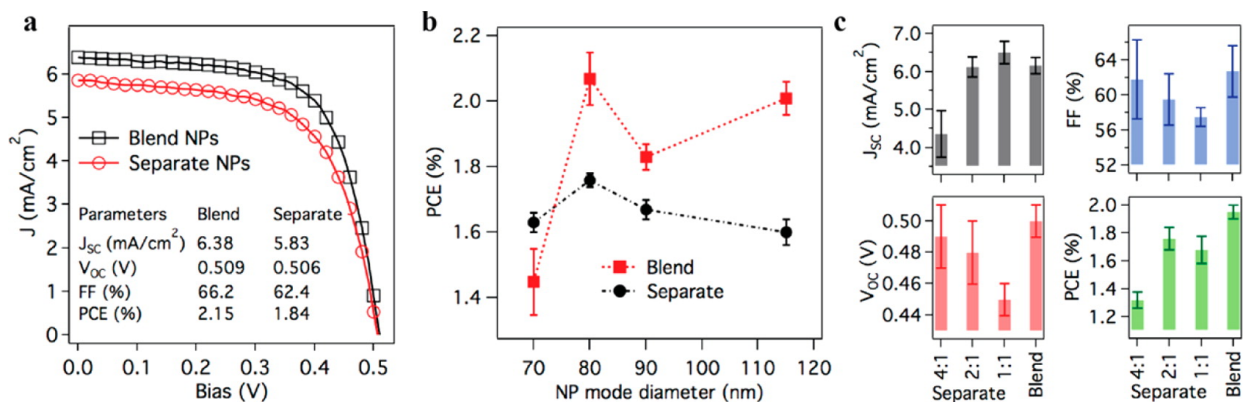 a
J (mA/cm²)
6
5
4
3
2
1
0
Blend NPs
Separate NPs
Parameters Blend Separate
JSC (mA/cm²) 6.38 5.83
VOC (V) 0.509 0.506
FF (%) 66.2 62.4
PCE (%) 2.15 1.84
0.0 0.1 0.2 0.3 0.4 0.5
Bias (V)
b
PCE (%)
2.2
2.0
1.8
1.6
1.4
Blend
Separate
70 80 90 100 110 120
NP mode diameter (nm)
c
JSC (mA/cm²)
8.0
6.0
4.0
FF (%)
64
60
56
52
VOC (V)
0.50
0.48
0.46
0.44
4:1 2:1 1:1 Blend
Separate
PCE (%)
2.0
1.8
1.6
1.4
1.2
4:1 2:1 1:1 Blend
Separate